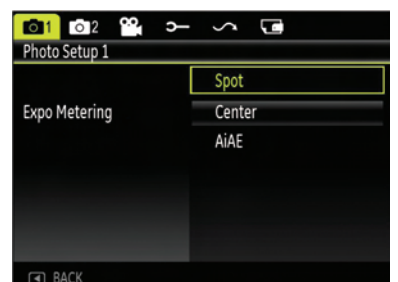 1 2
Photo Setup 1
Spot
Expo Metering Center
AiAE
BACK